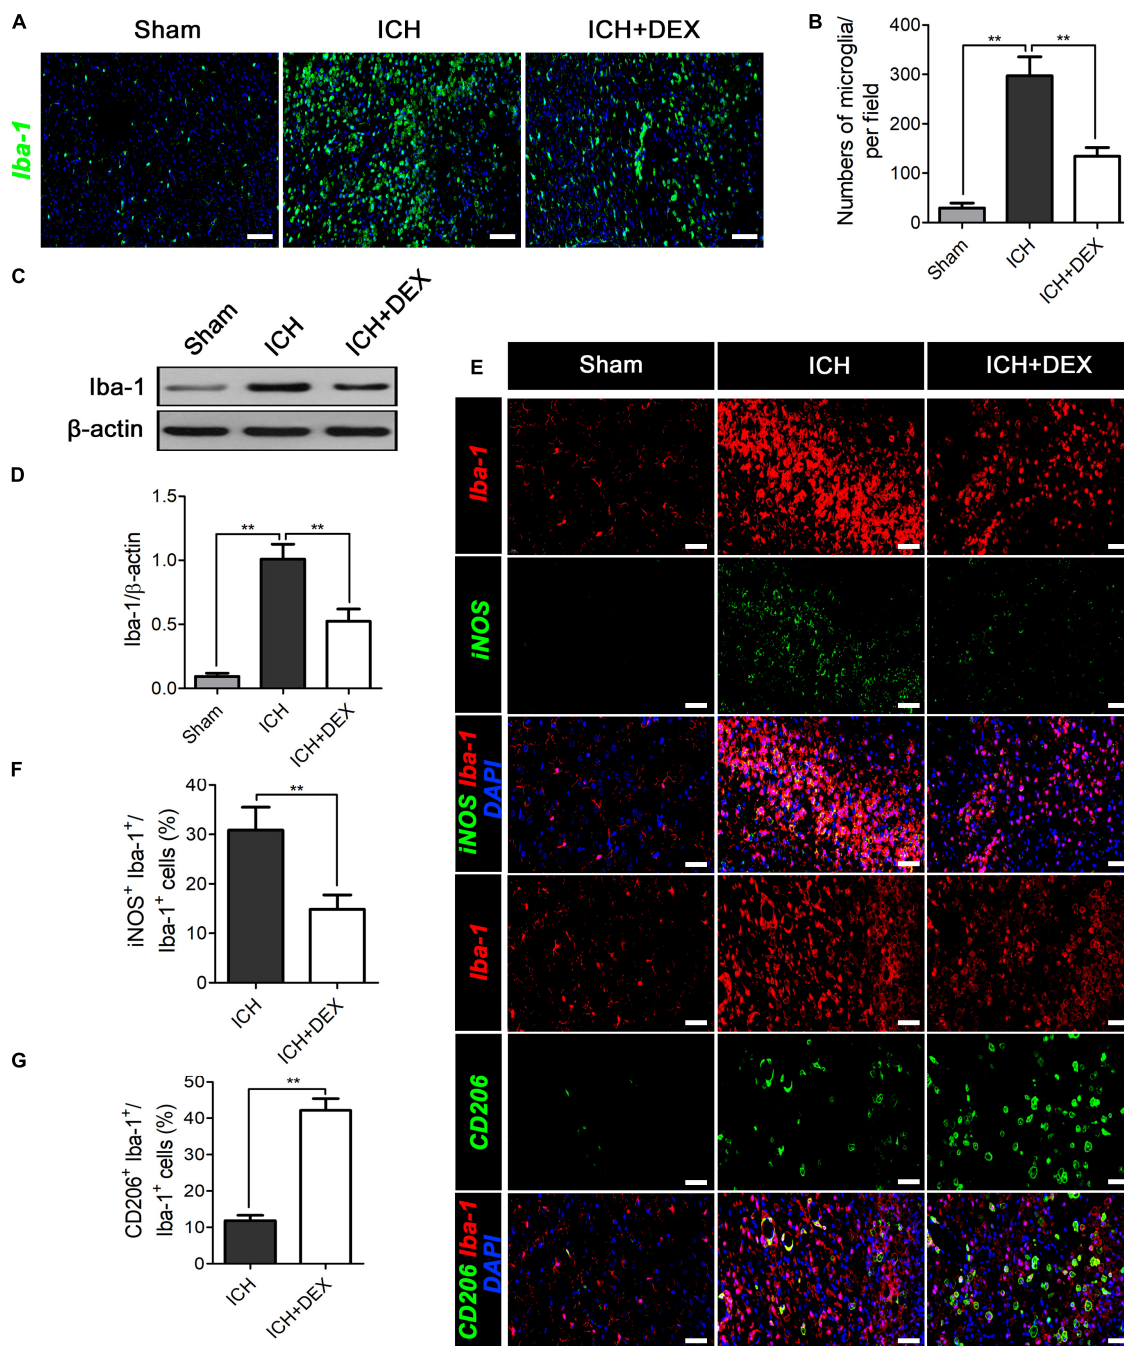 A
Sham
ICH
ICH+DEX
Iba-1
B
Numbers of microglia/
per field
400
300
200
100
0
**
**
Sham
ICH
ICH+DEX
C
Sham
ICH
ICH+DEX
Iba-1
β-actin
D
Iba-1/β-actin
1.5
1.0
0.5
0.0
**
**
Sham
ICH
ICH+DEX
E
Sham
ICH
ICH+DEX
Iba-1
iNOS
iNOS Iba-1
DAPI
Iba-1
CD206
CD206 Iba-1
DAPI
F
iNOS⁺ Iba-1⁺/
Iba-1⁺ cells (%)
40
30
20
10
0
**
ICH
ICH+DEX
G
CD206⁺ Iba-1⁺/
Iba-1⁺ cells (%)
50
40
30
20
10
0
**
ICH
ICH+DEX